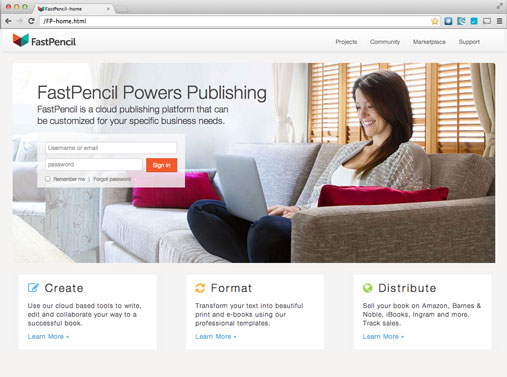 FastPencil-home
/FP-home.html
FastPencil
Projects Community Marketplace Support
FastPencil Powers Publishing
FastPencil is a cloud publishing platform that can
be customized for your specific business needs.
Username or email
password
Sign in
Remember me | Forgot password
Create
Use our cloud based tools to write,
edit and collaborate your way to a
successful book.
Learn More »
Format
Transform your text into beautiful
print and e-books using our
professional templates.
Learn More »
Distribute
Sell your book on Amazon, Barnes &
Noble, iBooks, Ingram and more.
Track sales.
Learn More »